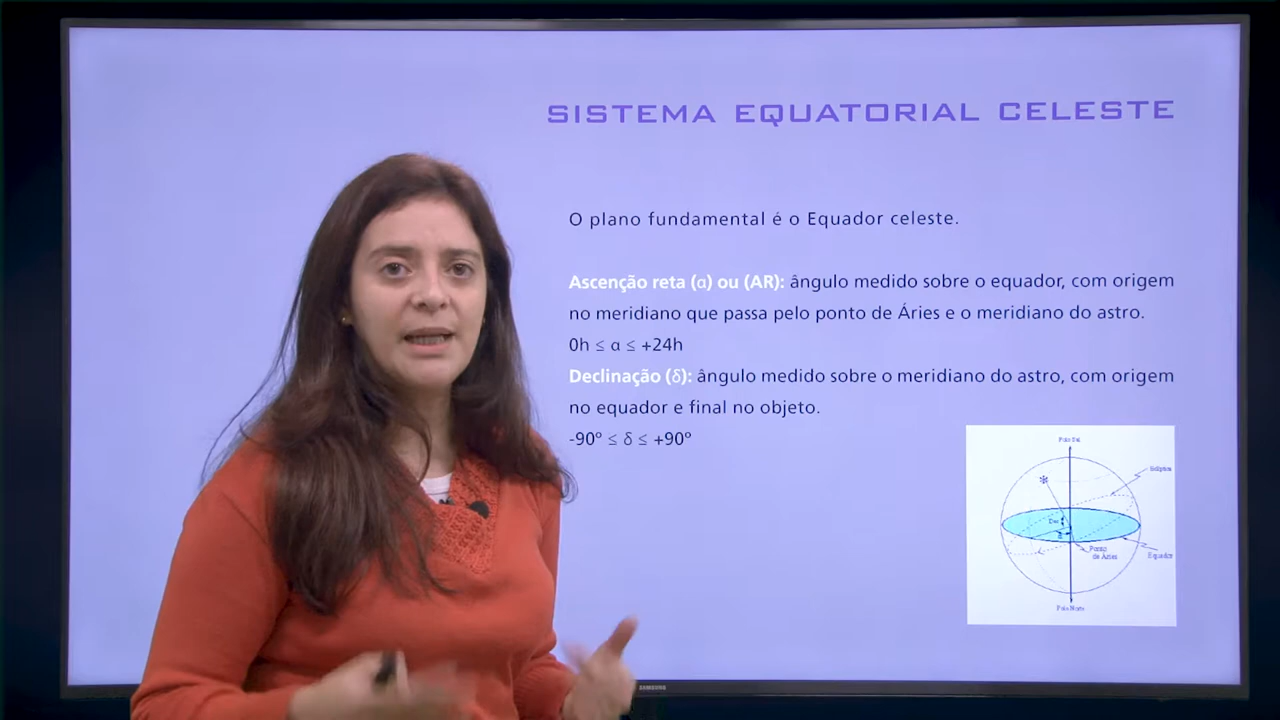 SISTEMA EQUATORIAL CELESTE
O plano fundamental é o Equador celeste.
Ascenção reta (α) ou (AR): ângulo medido sobre o equador, com origem
no meridiano que passa pelo ponto de Áries e o meridiano do astro.
0h ≤ α ≤ +24h
Declinação (δ): ângulo medido sobre o meridiano do astro, com origem
no equador e final no objeto.
-90º ≤ δ ≤ +90º
Polo Sul
Eclíptica
Dec
Ponto
de Áries
Equador
Polo Norte
SAMSUNG